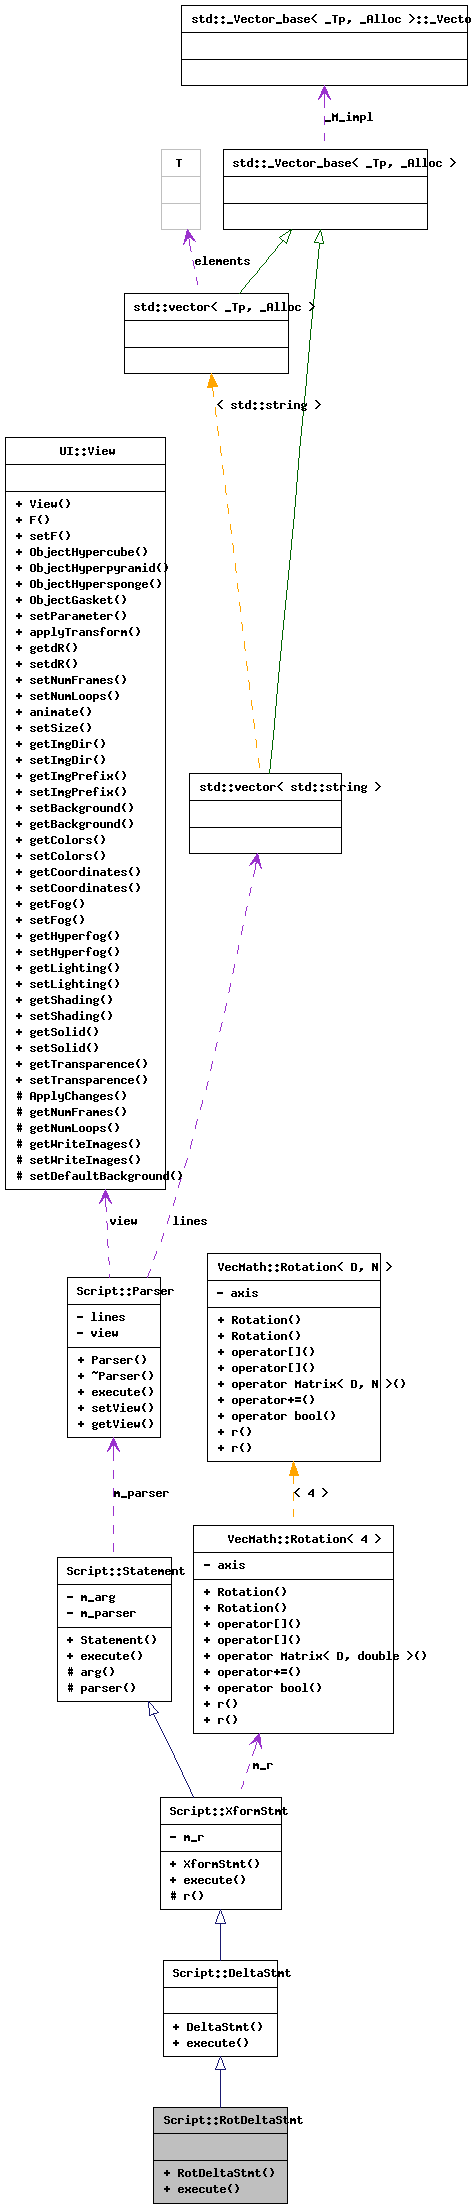 std::_Vector_base< _Tp, _Alloc >::_Vecto
_M_impl
T
std::_Vector_base< _Tp, _Alloc >
elements
std::vector< _Tp, _Alloc >
< std::string >
UI::View
+ View()
+ F()
+ setF()
+ ObjectHypercube()
+ ObjectHyperpyramid()
+ ObjectHypersponge()
+ ObjectGasket()
+ setParameter()
+ applyTransform()
+ getdR()
+ setdR()
+ setNumFrames()
+ setNumLoops()
+ animate()
+ setSize()
+ getImgDir()
+ setImgDir()
+ getImgPrefix()
+ setImgPrefix()
+ setBackground()
+ getBackground()
+ getColors()
+ setColors()
+ getCoordinates()
+ setCoordinates()
+ getFog()
+ setFog()
+ getHyperfog()
+ setHyperfog()
+ getLighting()
+ setLighting()
+ getShading()
+ setShading()
+ getSolid()
+ setSolid()
+ getTransparence()
+ setTransparence()
# ApplyChanges()
# getNumFrames()
# getNumLoops()
# getWriteImages()
# setWriteImages()
# setDefaultBackground()
std::vector< std::string >
view
lines
Script::Parser
- lines
- view
+ Parser()
+ ~Parser()
+ execute()
+ setView()
+ getView()
VecMath::Rotation< D, N >
- axis
+ Rotation()
+ Rotation()
+ operator[]()
+ operator[]()
+ operator Matrix< D, N >()
+ operator+=()
+ operator bool()
+ r()
+ r()
m_parser
< 4 >
Script::Statement
- m_arg
- m_parser
+ Statement()
+ execute()
# arg()
# parser()
VecMath::Rotation< 4 >
- axis
+ Rotation()
+ Rotation()
+ operator[]()
+ operator[]()
+ operator Matrix< D, double >()
+ operator+=()
+ operator bool()
+ r()
+ r()
m_r
Script::XformStmt
- m_r
+ XformStmt()
+ execute()
# r()
Script::DeltaStmt
+ DeltaStmt()
+ execute()
Script::RotDeltaStmt
+ RotDeltaStmt()
+ execute()